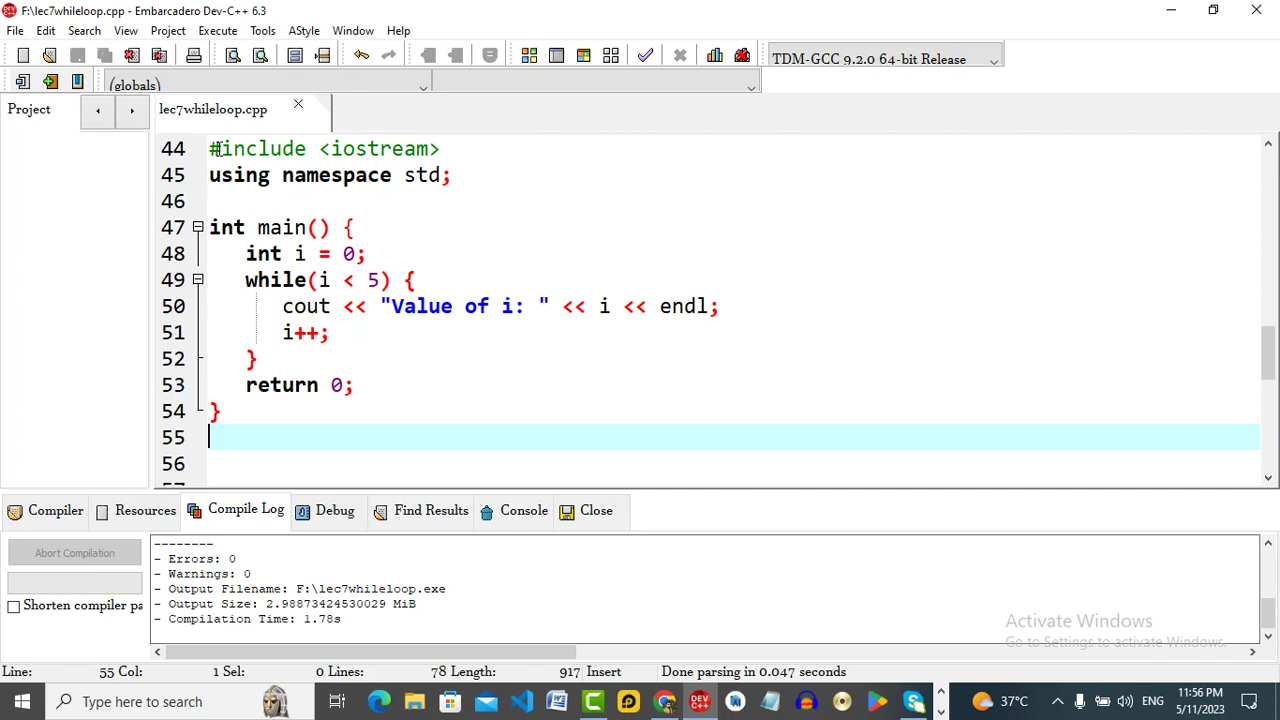 F:\lec7whileloop.cpp - Embarcadero Dev-C++ 6.3
File Edit Search View Project Execute Tools AStyle Window Help
TDM-GCC 9.2.0 64-bit Release
(globals)
Project
lec7whileloop.cpp
44 #include <iostream>
45 using namespace std;
46
47 int main() {
48 int i = 0;
49 while(i < 5) {
50 cout << "Value of i: " << i << endl;
51 i++;
52 }
53 return 0;
54 }
55
56
Compiler Resources Compile Log Debug Find Results Console Close
Abort Compilation
Shorten compiler pa
--------
- Errors: 0
- Warnings: 0
- Output Filename: F:\lec7whileloop.exe
- Output Size: 2.98873424530029 MiB
- Compilation Time: 1.78s
Activate Windows
Go to Settings to activate Windows.
Line: 55 Col: 1 Sel: 0 Lines: 78 Length: 917 Insert Done parsing in 0.047 seconds
Type here to search
37°C
ENG
11:56 PM
5/11/2023